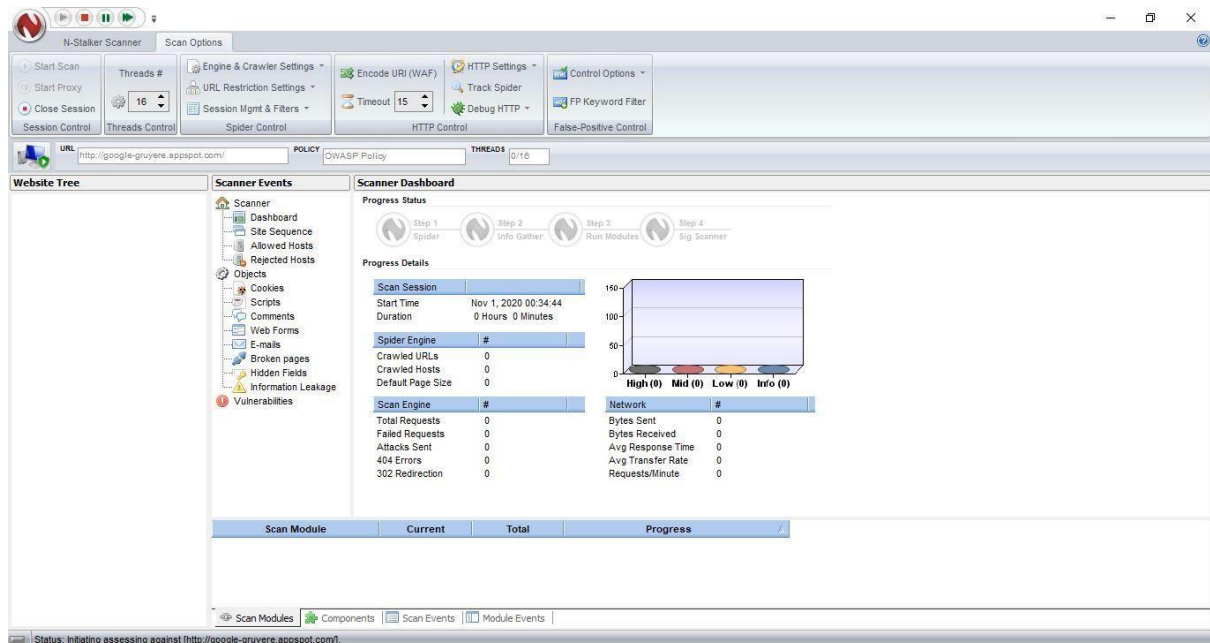 N-Stalker Scanner
Scan Options
Start Scan
Start Proxy
Close Session
Session Control
Threads #
16
Threads Control
Engine & Crawler Settings
URL Restriction Settings
Session Mgmt & Filters
Spider Control
Encode URI (WAF)
Timeout 15
HTTP Settings
Track Spider
Debug HTTP
HTTP Control
Control Options
FP Keyword Filter
False-Positive Control
URL http://google-gruyere.appspot.com/ POLICY OWASP Policy THREADS 0/16
Website Tree
Scanner Events
Scanner
Dashboard
Site Sequence
Allowed Hosts
Rejected Hosts
Objects
Cookies
Scripts
Comments
Web Forms
E-mails
Broken pages
Hidden Fields
Information Leakage
Vulnerabilities
Scanner Dashboard
Progress Status
Step 1 Spider
Step 2 Info Gather
Step 3 Run Modules
Step 4 Sig Scanner
Progress Details
Scan Session
Start Time Nov 1, 2020 00:34:44
Duration 0 Hours 0 Minutes
Spider Engine #
Crawled URLs 0
Crawled Hosts 0
Default Page Size 0
Scan Engine #
Total Requests 0
Failed Requests 0
Attacks Sent 0
404 Errors 0
302 Redirection 0
150
100
50
0
High (0) Mid (0) Low (0) Info (0)
Network #
Bytes Sent 0
Bytes Received 0
Avg Response Time 0
Avg Transfer Rate 0
Requests/Minute 0
Scan Module Current Total Progress
Scan Modules Components Scan Events Module Events
Status: Initiating assessing against [http://google-gruyere.appspot.com/].